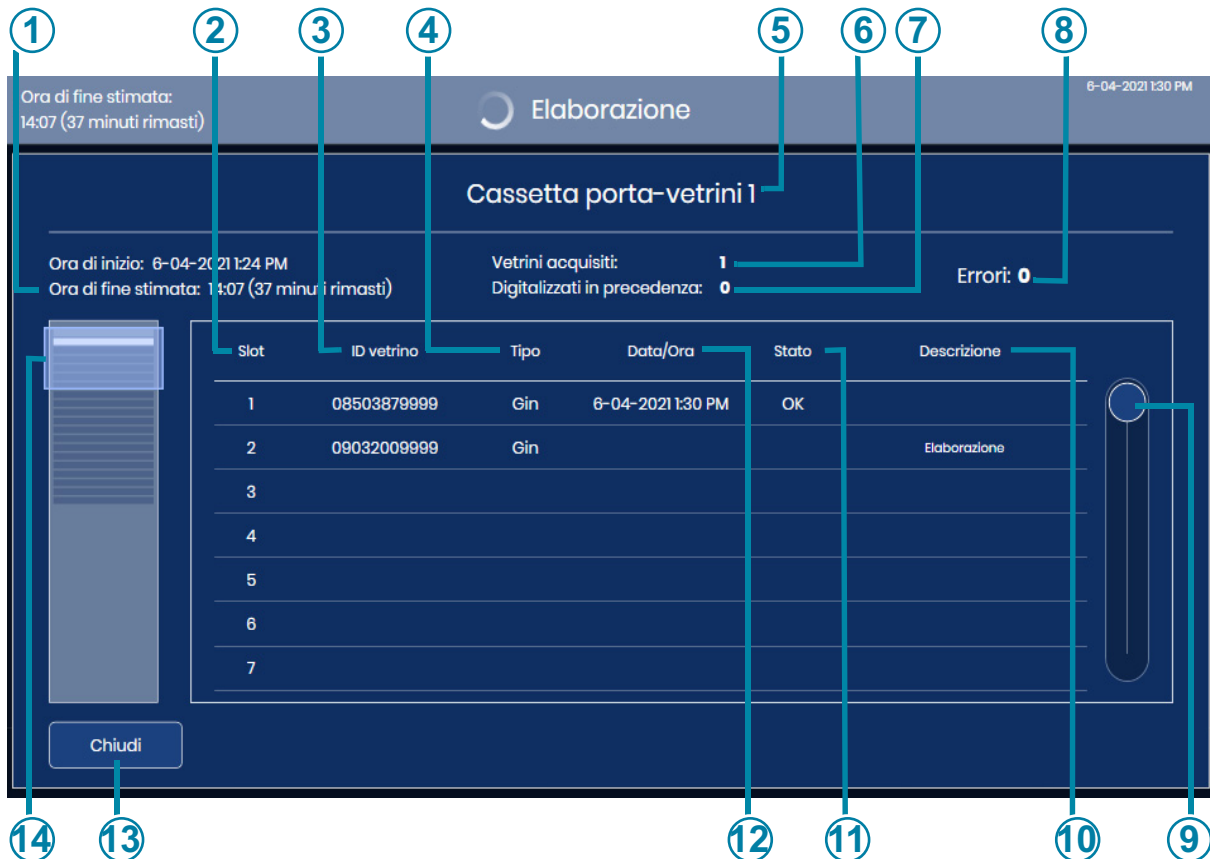 1 2 3 4 5 6 7 8
Ora di fine stimata:
14:07 (37 minuti rimasti)
Elaborazione
6-04-2021 1:30 PM
Cassetta porta-vetrini 1
Ora di inizio: 6-04-2021 1:24 PM
Ora di fine stimata: 14:07 (37 minuti rimasti)
Vetrini acquisiti: 1
Digitalizzati in precedenza: 0
Errori: 0
Slot ID vetrino Tipo Data/Ora Stato Descrizione
1 08503879999 Gin 6-04-2021 1:30 PM OK
2 09032009999 Gin Elaborazione
3
4
5
6
7
Chiudi
14 13 12 11 10 9